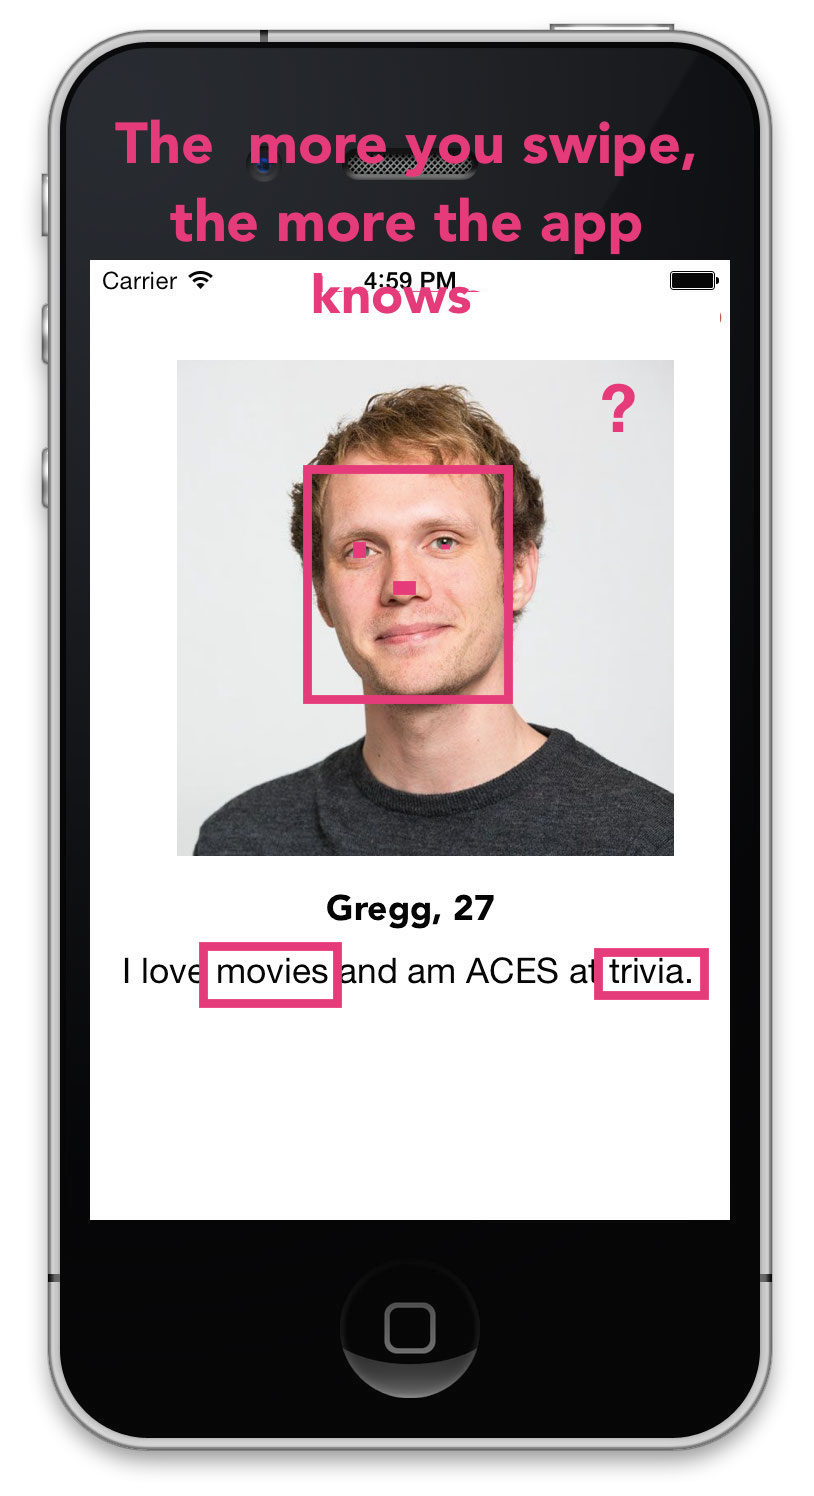 The more you swipe,
the more the app
knows
Carrier 4:59 PM
?
Gregg, 27
I love movies and am ACES at trivia.